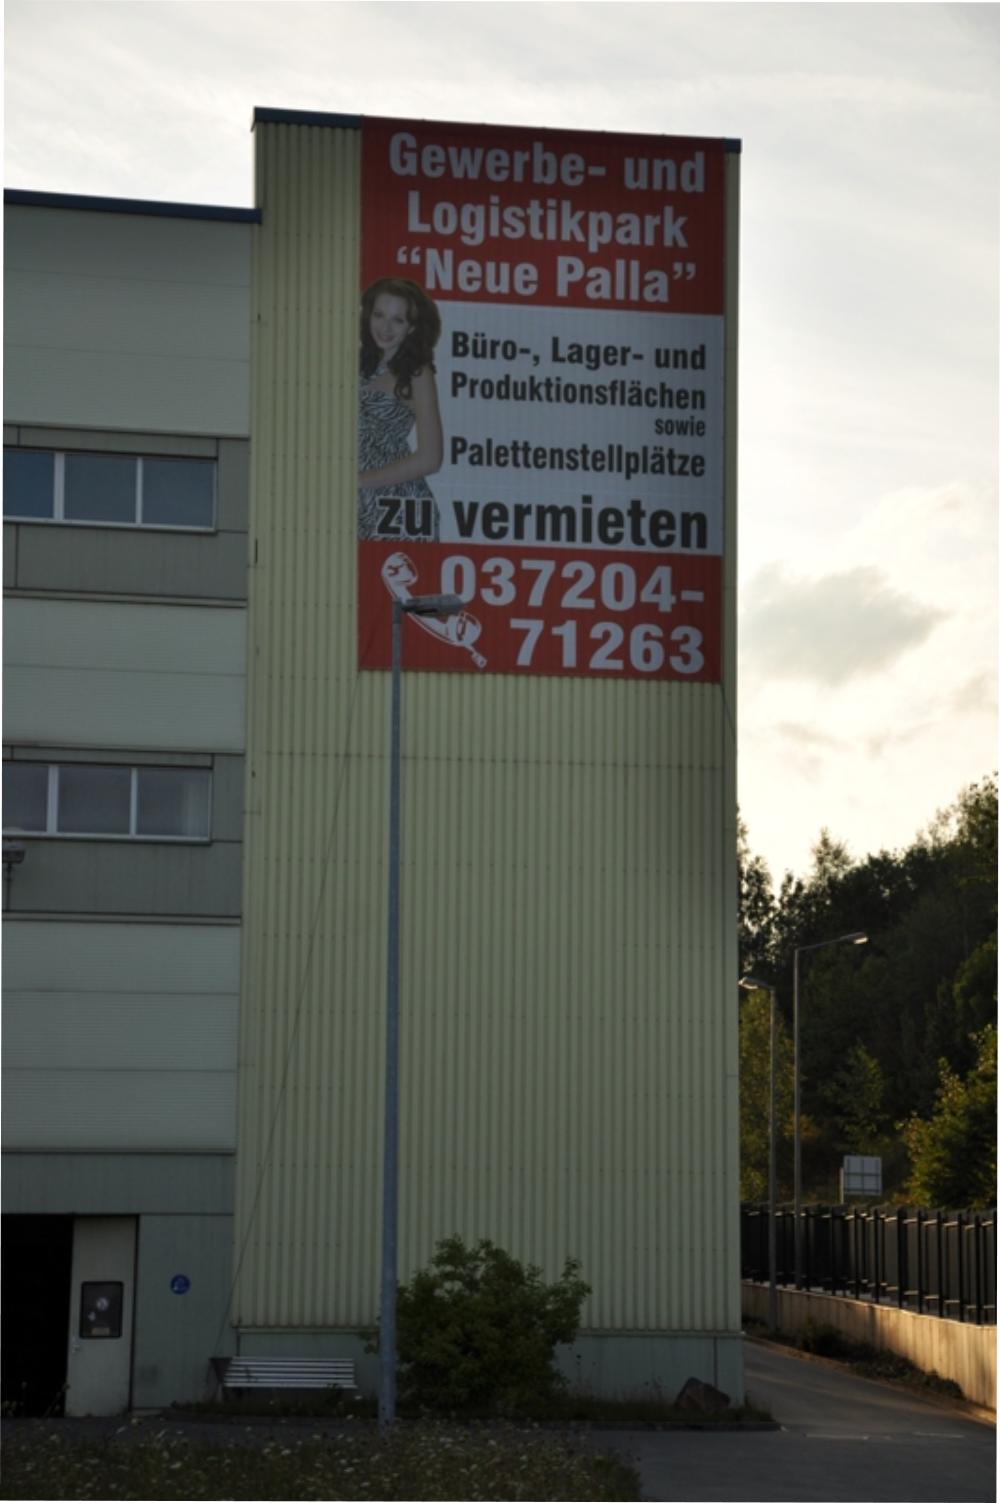 Gewerbe- und
Logistikpark
“Neue Palla”
Büro-, Lager- und
Produktionsflächen
sowie
Palettenstellplätze
zu vermieten
037204-
71263